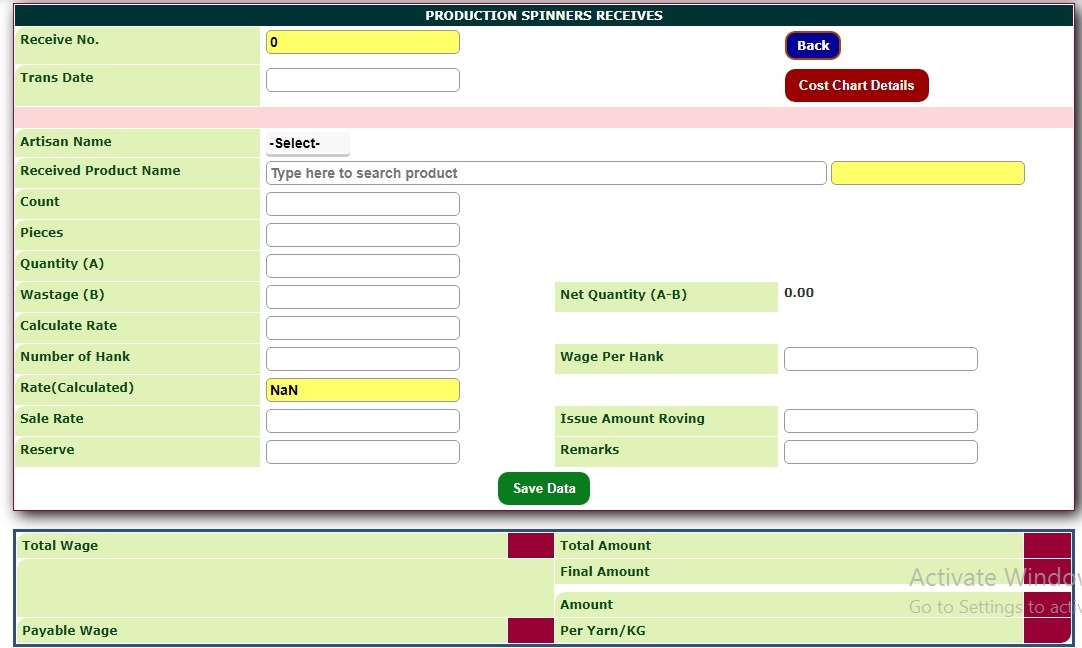 PRODUCTION SPINNERS RECEIVES
Receive No. 0 Back
Trans Date Cost Chart Details
Artisan Name -Select-
Received Product Name Type here to search product
Count
Pieces
Quantity (A)
Wastage (B) Net Quantity (A-B) 0.00
Calculate Rate
Number of Hank Wage Per Hank
Rate(Calculated) NaN
Sale Rate Issue Amount Roving
Reserve Remarks
Save Data
Total Wage Total Amount
Final Amount
Activate Window
Amount
Go to Settings to activ
Payable Wage Per Yarn/KG